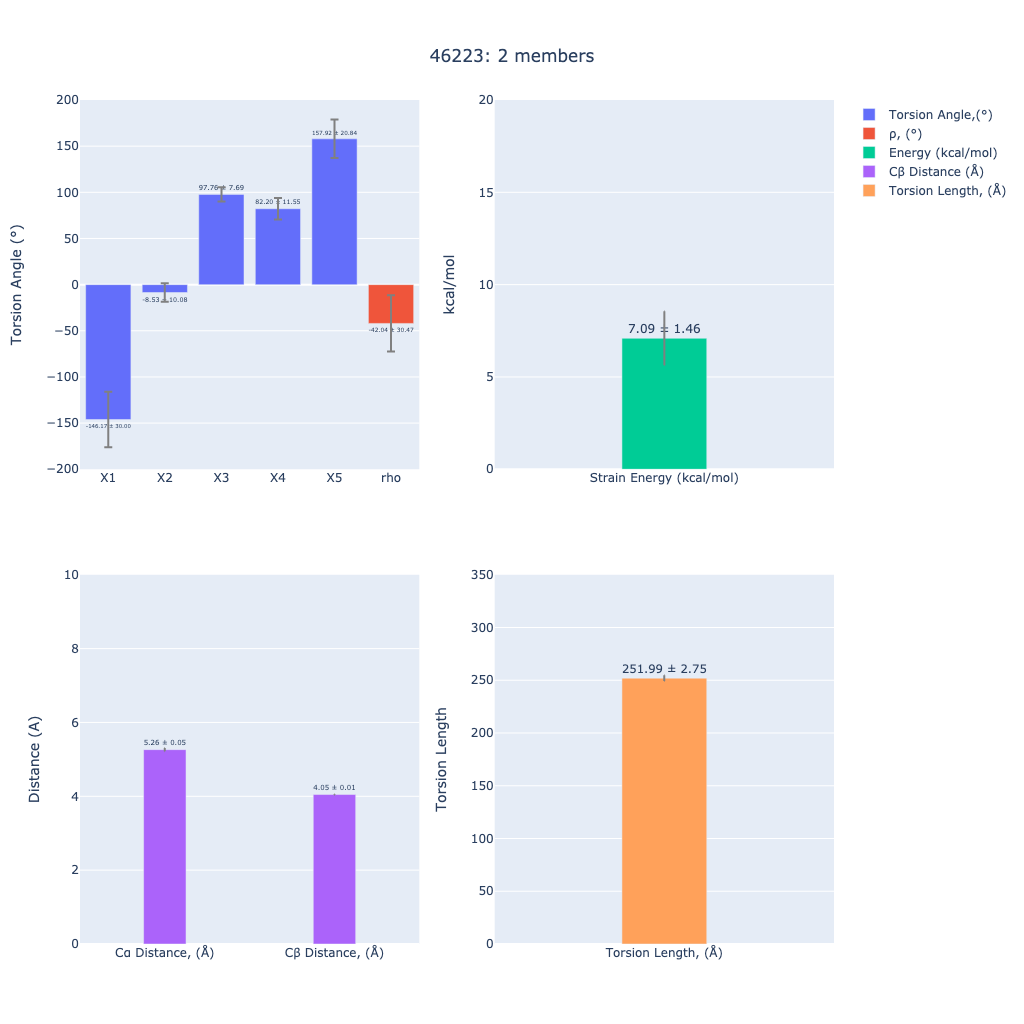 46223: 2 members
Torsion Angle (°)
200
150
100
50
0
−50
−100
−150
−200
-146.17 ± 30.00
-8.53 ± 10.08
97.76 ± 7.69
82.20 ± 11.55
157.92 ± 20.84
-42.04 ± 30.47
X1 X2 X3 X4 X5 rho
kcal/mol
20
15
10
5
0
7.09 ± 1.46
Strain Energy (kcal/mol)
Torsion Angle,(°)
ρ, (°)
Energy (kcal/mol)
Cβ Distance (Å)
Torsion Length, (Å)
Distance (A)
10
8
6
4
2
0
5.26 ± 0.05
4.05 ± 0.01
Cα Distance, (Å) Cβ Distance, (Å)
Torsion Length
350
300
250
200
150
100
50
0
251.99 ± 2.75
Torsion Length, (Å)